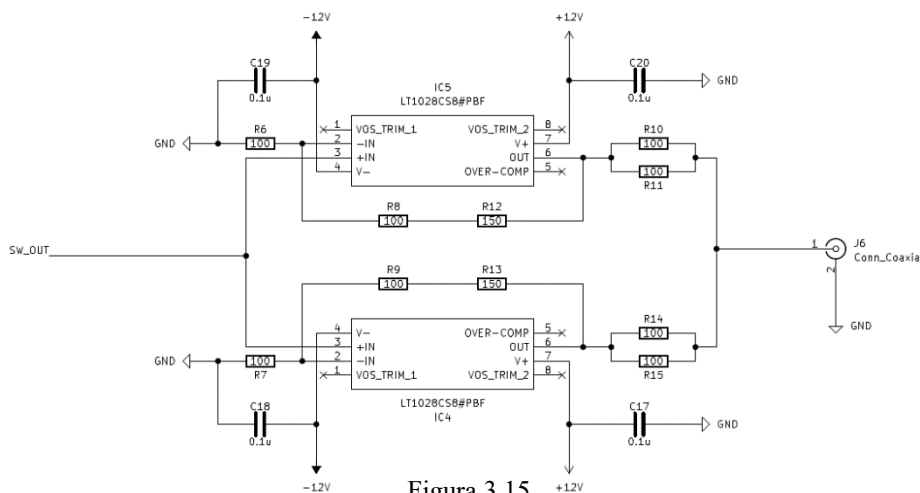 -12V
+12V
C19
0.1u
C20
0.1u
GND
IC5
LT1028CS8#PBF
R6
GND
100
1 VOS_TRIM_1
2 -IN
3 +IN
4 V-
VOS_TRIM_2 8
V+ 7
OUT 6
OVER-COMP 5
R10
100
100
R11
R8
100
R12
150
SW_OUT
1
J6
Conn_Coaxia
2
GND
R9
100
R13
150
4 V-
3 +IN
2 -IN
1 VOS_TRIM_1
OVER-COMP 5
OUT 6
V+ 7
VOS_TRIM_2 8
R14
100
100
R15
GND
100
R7
LT1028CS8#PBF
IC4
C18
0.1u
C17
0.1u
GND
-12V
+12V
Figura 3.15